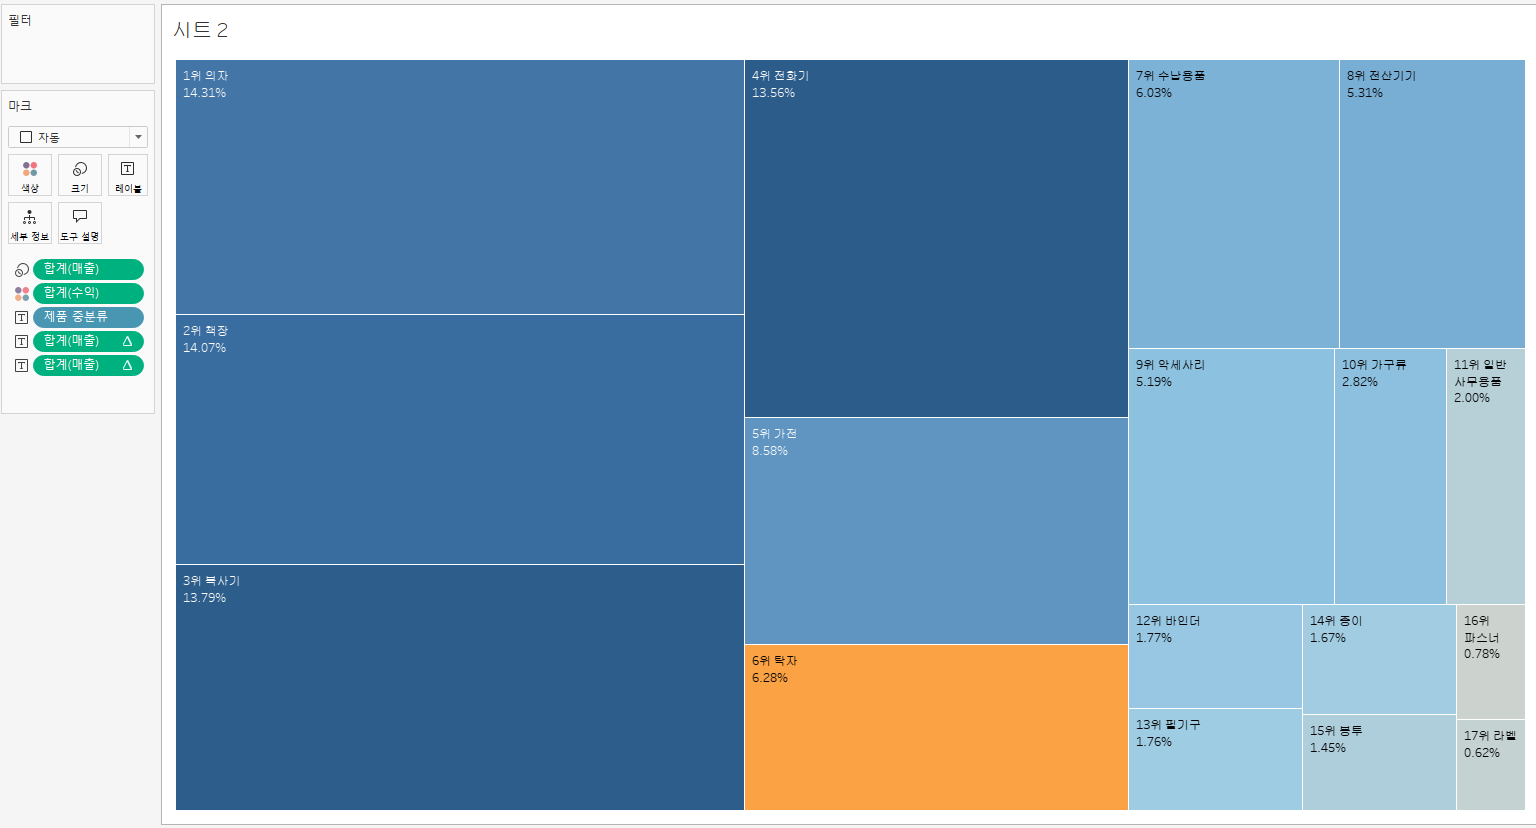 필터
마크
자동
색상
크기
레이블
세부 정보
도구 설명
합계(매출)
합계(수익)
제품 중분류
합계(매출)
합계(매출)
시트 2
1위 의자
14.31%
2위 책장
14.07%
3위 복사기
13.79%
4위 전화기
13.56%
5위 가전
8.58%
6위 탁자
6.28%
7위 수납용품
6.03%
8위 전산기기
5.31%
9위 악세사리
5.19%
10위 가구류
2.82%
11위 일반
사무용품
2.00%
12위 바인더
1.77%
13위 필기구
1.76%
14위 종이
1.67%
15위 봉투
1.45%
16위
파스너
0.78%
17위 라벨
0.62%